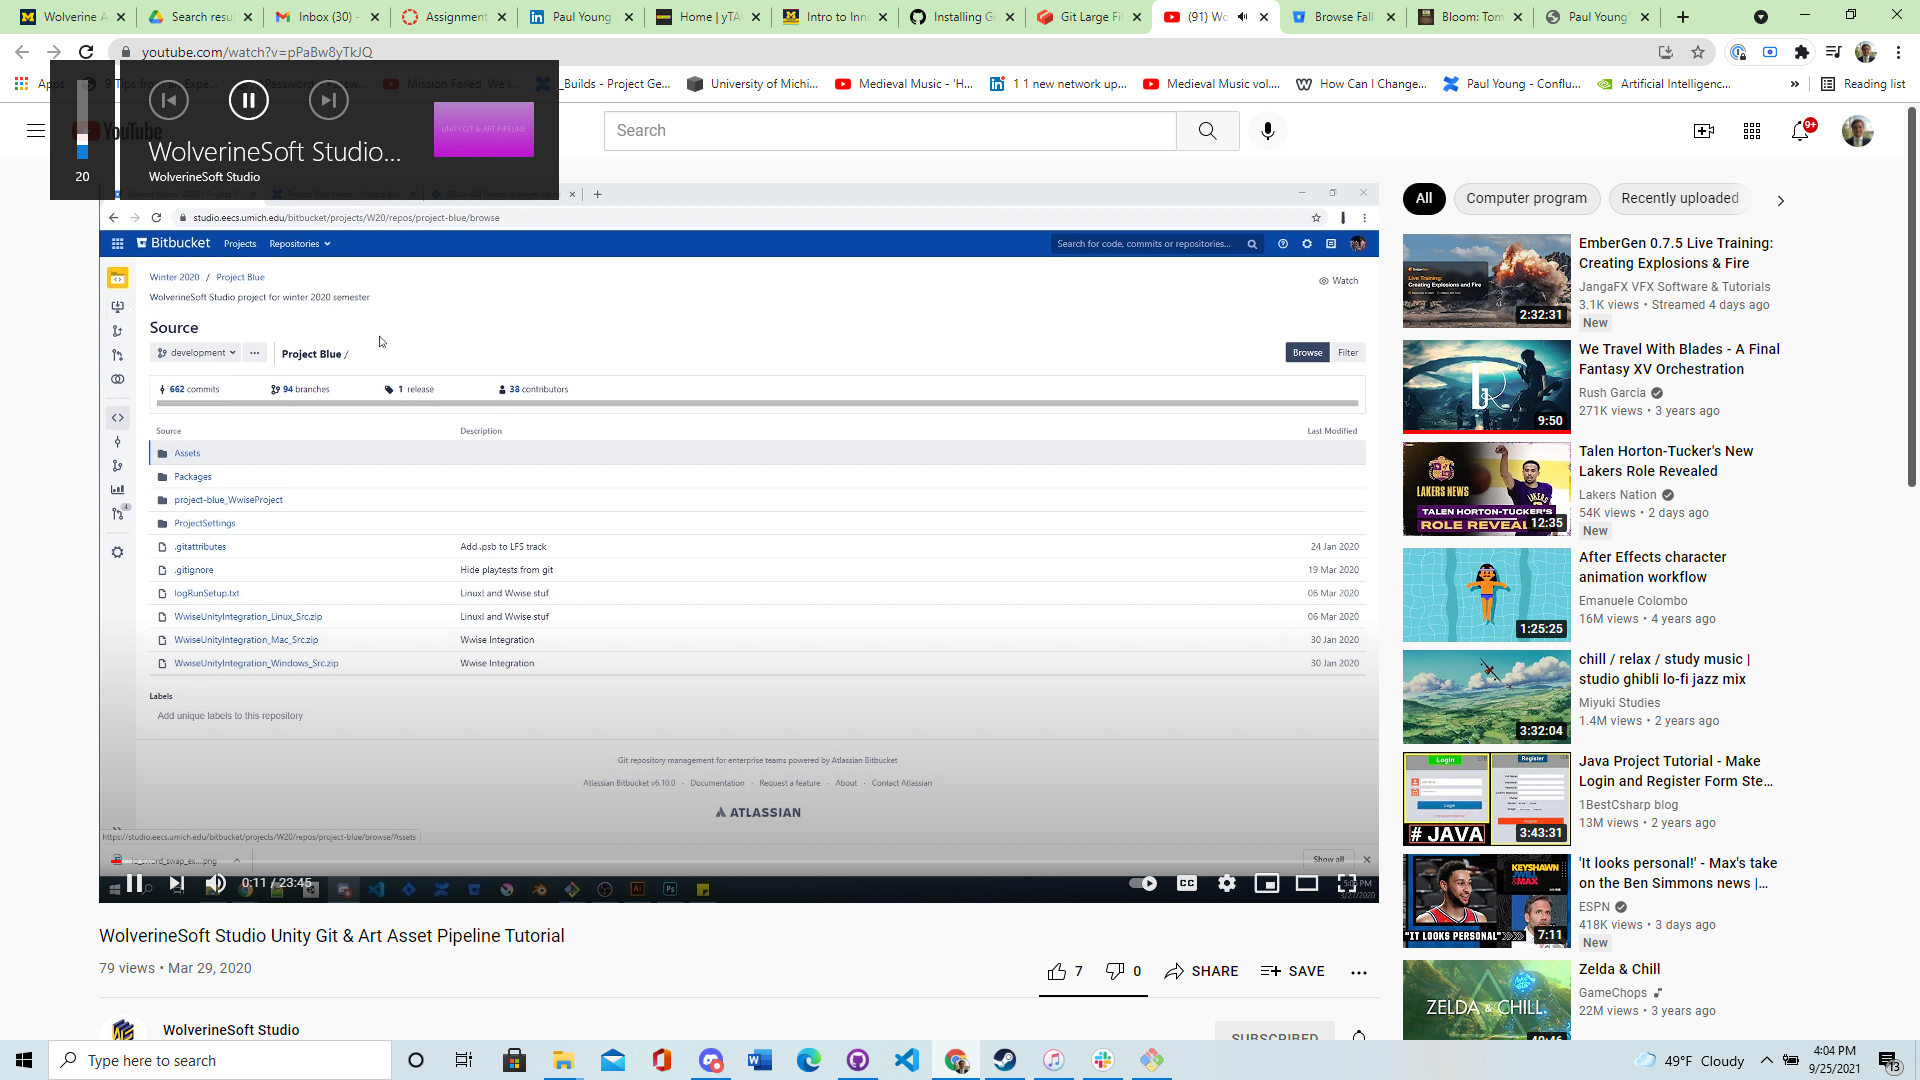 Wolverine A
Search resul
Inbox (30) -
Assignment
Paul Young
Home | yTA
Intro to Inn
Installing G
Git Large Fil
(91) Wo
Browse Fall
Bloom: Tom
Paul Young'
youtube.com/watch?v=pPaBw8yTkJQ
_Builds - Project Ge...
University of Michi...
Medieval Music - 'H...
1 1 new network up...
Medieval Music vol....
How Can I Change...
Paul Young - Conflu...
Artificial Intelligenc...
»
Reading list
20
WolverineSoft Studio...
WolverineSoft Studio
UNITY GIT & ART PIPELINE
Search
9+
studio.eecs.umich.edu/bitbucket/projects/W20/repos/project-blue/browse
Bitbucket Projects Repositories
Search for code, commits or repositories...
Winter 2020 / Project Blue
WolverineSoft Studio project for winter 2020 semester
Watch
Source
development ... Project Blue /
Browse Filter
662 commits 94 branches 1 release 38 contributors
Source Description Last Modified
Assets
Packages
project-blue_WwiseProject
ProjectSettings
.gitattributes Add .psb to LFS track 24 Jan 2020
.gitignore Hide playtests from git 19 Mar 2020
logRunSetup.txt Linux! and Wwise stuf 06 Mar 2020
WwiseUnityIntegration_Linux_Src.zip Linux! and Wwise stuf 06 Mar 2020
WwiseUnityIntegration_Mac_Src.zip Wwise Integration 30 Jan 2020
WwiseUnityIntegration_Windows_Src.zip Wwise Integration 30 Jan 2020
Labels
Add unique labels to this repository
Git repository management for enterprise teams powered by Atlassian Bitbucket
Atlassian Bitbucket v6.10.0 · Documentation · Request a feature · About · Contact Atlassian
ATLASSIAN
https://studio.eecs.umich.edu/bitbucket/projects/W20/repos/project-blue/browse/Assets
Show all
0:11 / 23:45
CC
WolverineSoft Studio Unity Git & Art Asset Pipeline Tutorial
79 views • Mar 29, 2020
7 0 SHARE SAVE ...
WolverineSoft Studio
SUBSCRIBED
All Computer program Recently uploaded
EmberGen 0.7.5 Live Training:
Creating Explosions & Fire
JangaFX VFX Software & Tutorials
3.1K views • Streamed 4 days ago
New
2:32:31
We Travel With Blades - A Final
Fantasy XV Orchestration
Rush Garcia
271K views • 3 years ago
9:50
Talen Horton-Tucker's New
Lakers Role Revealed
Lakers Nation
54K views • 2 days ago
New
LAKERS NEWS
TALEN HORTON-TUCKER'S
12:35
After Effects character
animation workflow
Emanuele Colombo
16M views • 4 years ago
1:25:25
chill / relax / study music |
studio ghibli lo-fi jazz mix
Miyuki Studies
1.4M views • 2 years ago
3:32:04
Java Project Tutorial - Make
Login and Register Form Ste...
1BestCsharp blog
13M views • 2 years ago
Login Register
# JAVA
3:43:31
'It looks personal!' - Max's take
on the Ben Simmons news |...
ESPN
418K views • 3 days ago
New
KEYSHAWN
JWILL
&MAX
"IT LOOKS PERSONAL"
7:11
Zelda & Chill
GameChops
22M views • 3 years ago
ZELDA & CHILL
Type here to search
49°F Cloudy
4:04 PM
9/25/2021
13